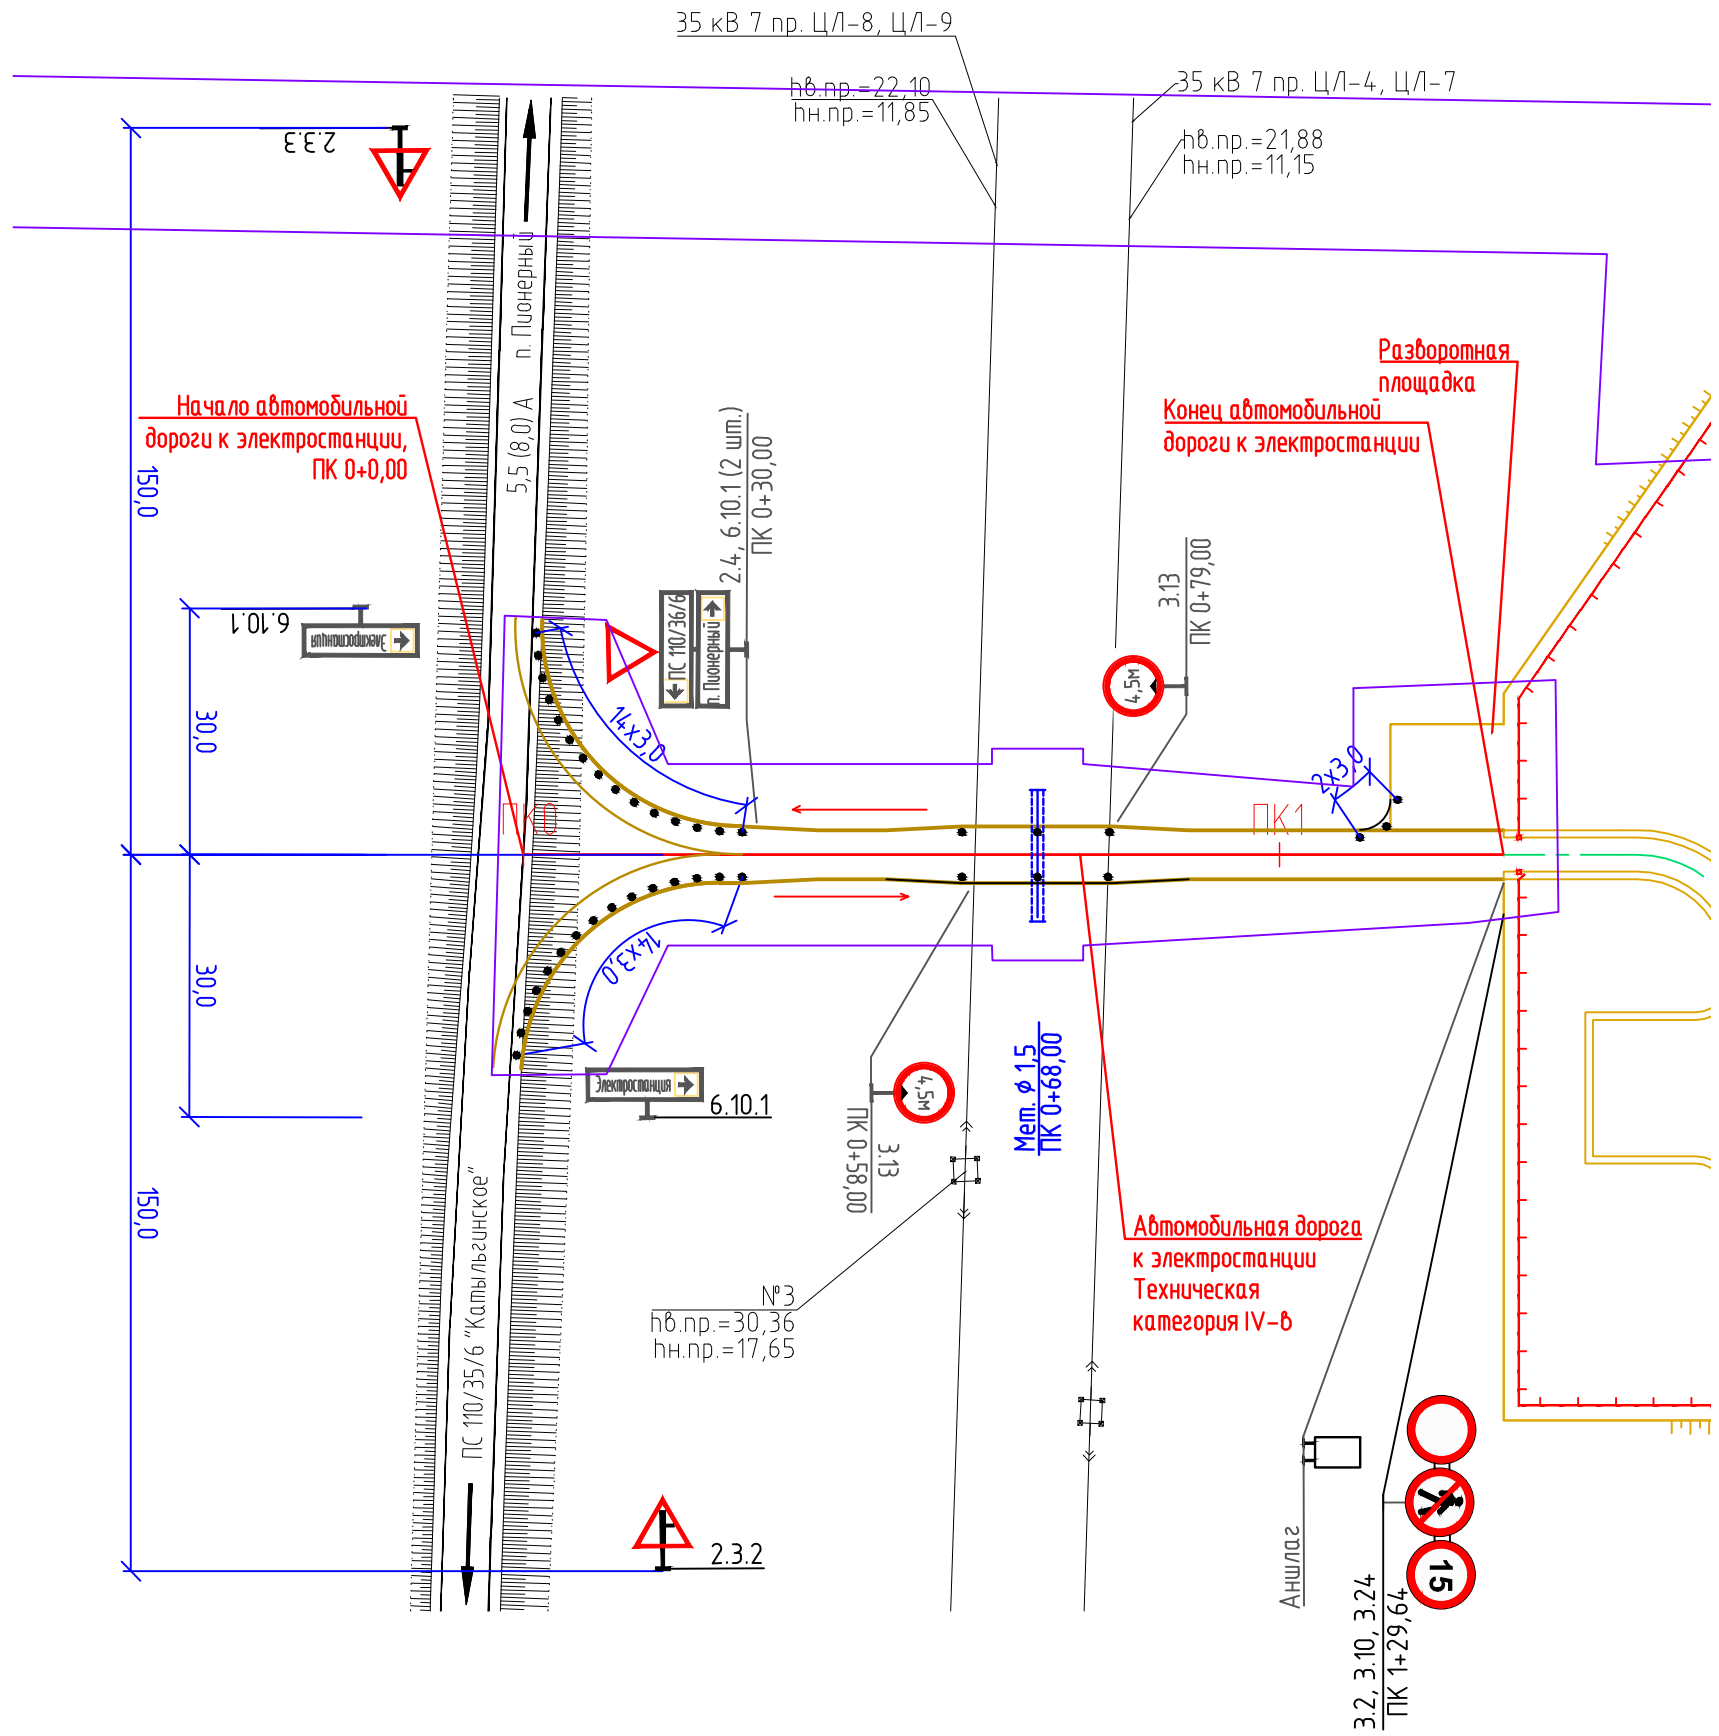 35 кВ 7 пр. ЦЛ-8, ЦЛ-9
hв.пр.=22,10
hн.пр.=11,85
35 кВ 7 пр. ЦЛ-4, ЦЛ-7
hв.пр.=21,88
hн.пр.=11,15
2.3.3
п. Пионерный
5,5 (8,0) А
Разворотная
площадка
Конец автомобильной
дороги к электростанции
Начало автомобильной
дороги к электростанции,
ПК 0+0,00
150,0
2.4, 6.10.1 (2 шт.)
ПК 0+30,00
3.13
ПК 0+79,00
6.10.1
Электростанция
ПС 110/36/6
п. Пионерный
4,5м
30,0
14х3,0
2х3,0
ПК0
ПК1
30,0
14х3,0
Электростанция
6.10.1
4,5м
3.13
ПК 0+58,00
Мет. ϕ 1,5
ПК 0+68,00
150,0
ПС 110/35/6 "Катыльгинское"
Автомобильная дорога
к электростанции
Техническая
категория IV-в
№3
hв.пр.=30,36
hн.пр.=17,65
2.3.2
Аншлаг
15
3.2, 3.10, 3.24
ПК 1+29,64